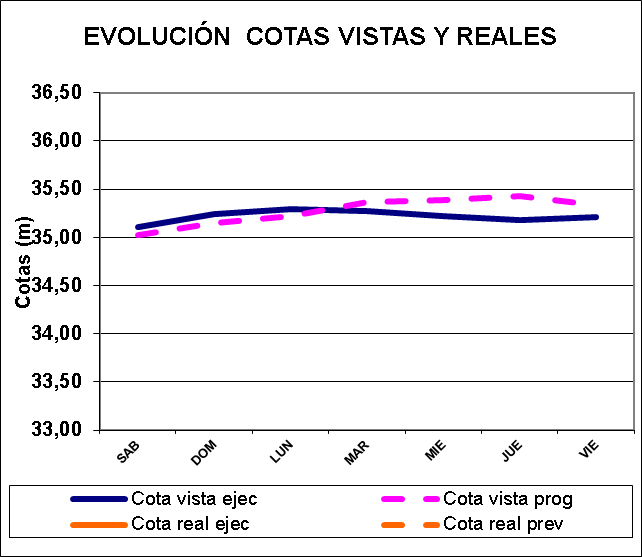 EVOLUCIÓN  COTAS VISTAS Y REALES
36,50
36,00
35,50
35,00
34,50
34,00
33,50
33,00
Cotas (m)
SAB
DOM
LUN
MAR
MIE
JUE
VIE
Cota vista ejec
Cota vista prog
Cota real ejec
Cota real prev